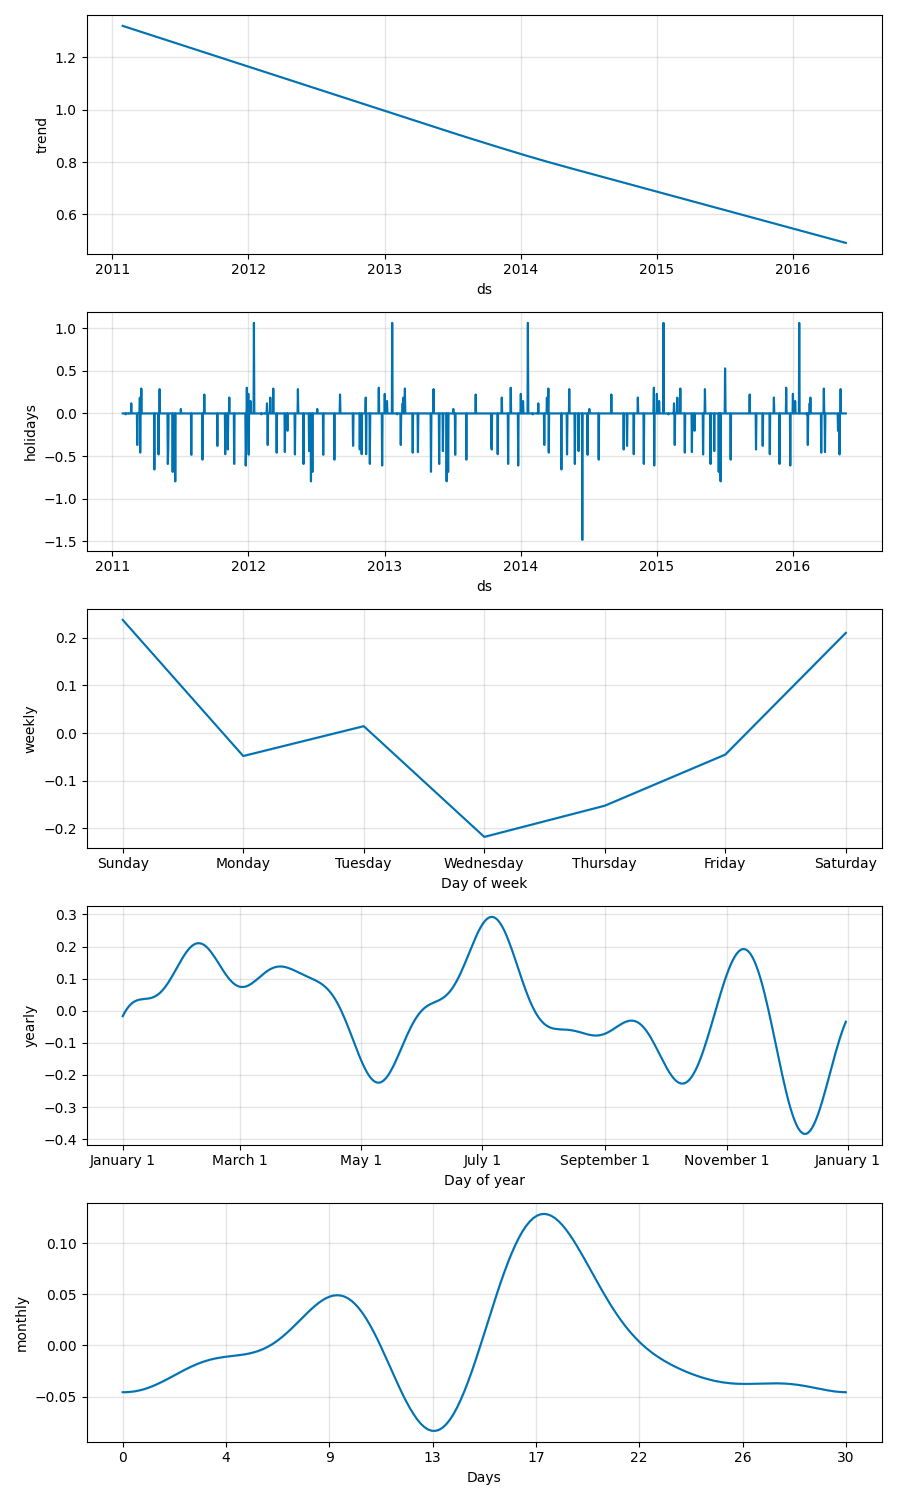 1.2
1.0
0.8
0.6
trend
2011 2012 2013 2014 2015 2016
ds
1.0
0.5
0.0
−0.5
−1.0
−1.5
holidays
2011 2012 2013 2014 2015 2016
ds
0.2
0.1
0.0
−0.1
−0.2
weekly
Sunday Monday Tuesday Wednesday Thursday Friday Saturday
Day of week
0.3
0.2
0.1
0.0
−0.1
−0.2
−0.3
−0.4
yearly
January 1 March 1 May 1 July 1 September 1 November 1 January 1
Day of year
0.10
0.05
0.00
−0.05
monthly
0 4 9 13 17 22 26 30
Days